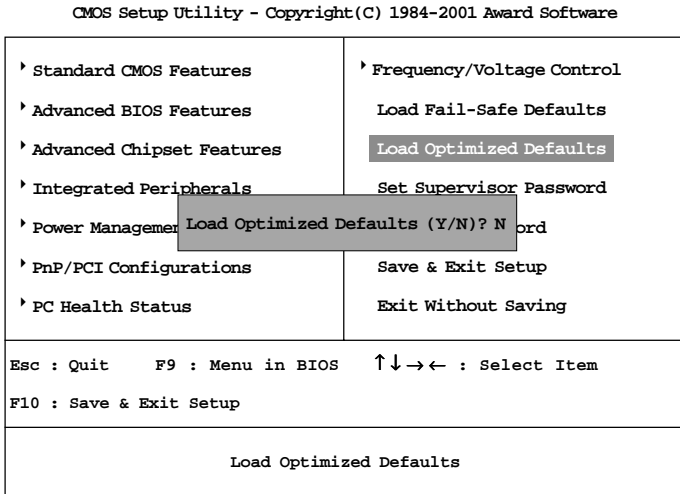 CMOS Setup Utility - Copyright(C) 1984-2001 Award Software
Standard CMOS Features
Advanced BIOS Features
Advanced Chipset Features
Integrated Peripherals
Power Managemen
PnP/PCI Configurations
PC Health Status
Frequency/Voltage Control
Load Fail-Safe Defaults
Load Optimized Defaults
Set Supervisor Password
ord
Save & Exit Setup
Exit Without Saving
Load Optimized Defaults (Y/N)? N
Esc : Quit F9 : Menu in BIOS ↑↓→← : Select Item
F10 : Save & Exit Setup
Load Optimized Defaults